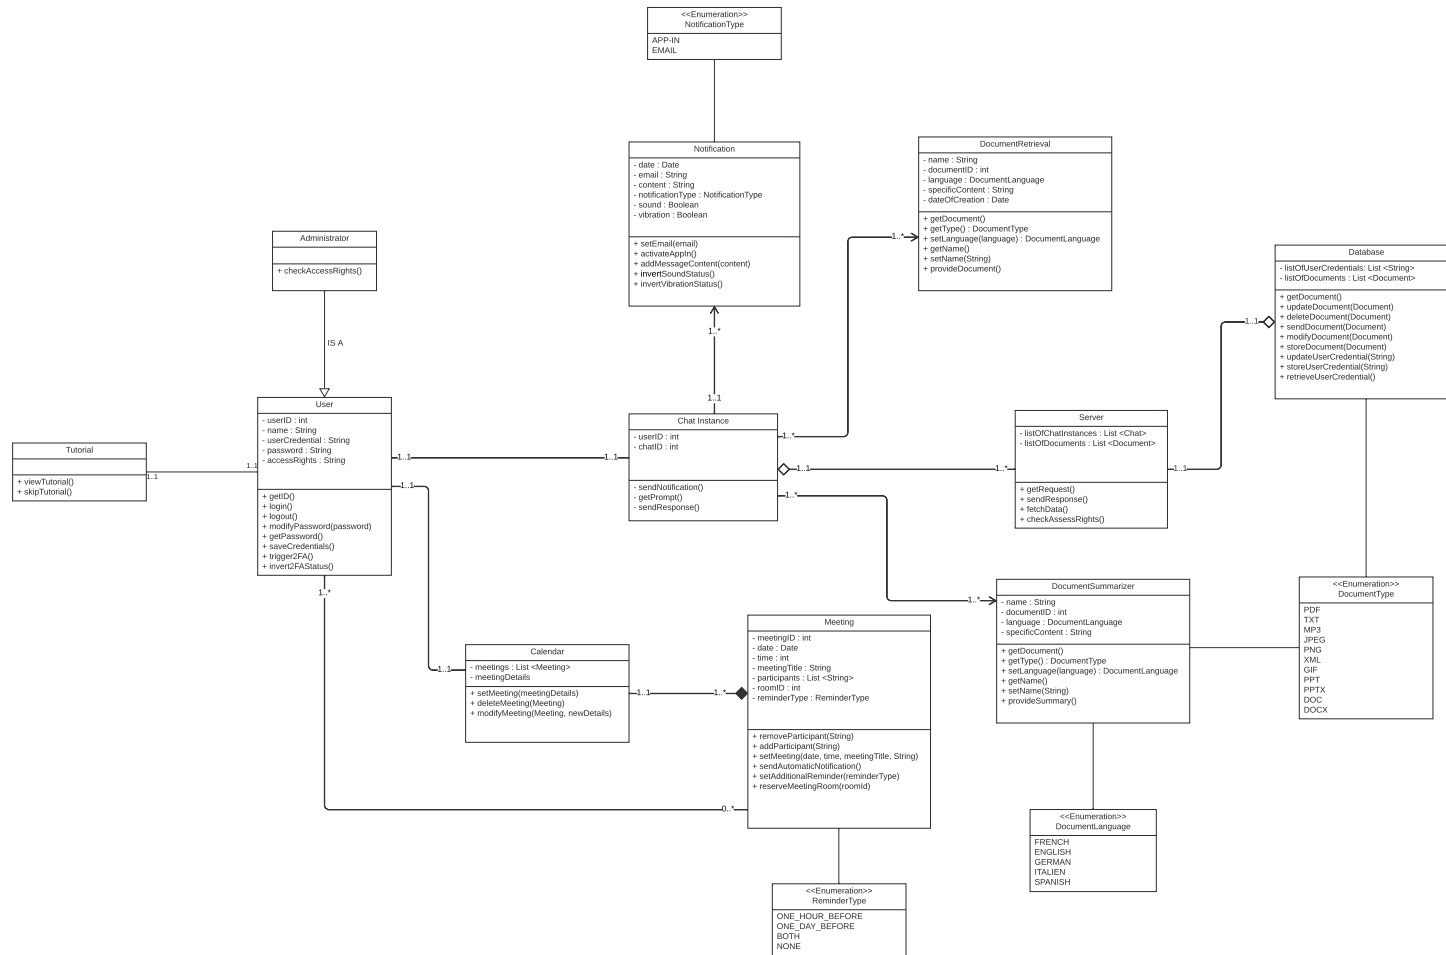 <<Enumeration>>
NotificationType
APP-IN
EMAIL
Notification
- date : Date
- email : String
- content : String
- notificationType : NotificationType
- sound : Boolean
- vibration : Boolean
+ setEmail(email)
+ activateAppIn()
+ addMessageContent(content)
+ invertSoundStatus()
+ invertVibrationStatus()
1..*
1..1
DocumentRetrieval
- name : String
- documentID : int
- language : DocumentLanguage
- specificContent : String
- dateOfCreation : Date
+ getDocument()
+ getType() : DocumentType
+ setLanguage(language) : DocumentLanguage
+ getName()
+ setName(String)
+ provideDocument()
1..*
Administrator
+ checkAccessRights()
IS A
Database
- listOfUserCredentials: List <String>
- listOfDocuments : List <Document>
+ getDocument()
+ updateDocument(Document)
+ deleteDocument(Document)
+ sendDocument(Document)
+ modifyDocument(Document)
+ storeDocument(Document)
+ updateUserCredential(String)
+ storeUserCredential(String)
+ retrieveUserCredential()
1..1
User
- userID : int
- name : String
- userCredential : String
- password : String
- accessRights : String
+ getID()
+ login()
+ logout()
+ modifyPassword(password)
+ getPassword()
+ saveCredentials()
+ trigger2FA()
+ invert2FAStatus()
Tutorial
+ viewTutorial()
+ skipTutorial()
1..1
1..1
1..1
1..1
1..1
1..*
Chat Instance
- userID : int
- chatID : int
- sendNotification()
- getPrompt()
- sendResponse()
1..*
1..1
1..*
1..*
Server
- listOfChatInstances : List <Chat>
- listOfDocuments : List <Document>
+ getRequest()
+ sendResponse()
+ fetchData()
+ checkAssessRights()
1..1
1..*
DocumentSummarizer
- name : String
- documentID : int
- language : DocumentLanguage
- specificContent : String
+ getDocument()
+ getType() : DocumentType
+ setLanguage(language) : DocumentLanguage
+ getName()
+ setName(String)
+ provideSummary()
<<Enumeration>>
DocumentType
PDF
TXT
MP3
JPEG
PNG
XML
GIF
PPT
PPTX
DOC
DOCX
Calendar
- meetings : List <Meeting>
- meetingDetails
+ setMeeting(meetingDetails)
+ deleteMeeting(Meeting)
+ modifyMeeting(Meeting, newDetails)
1..1
1..1
1..*
Meeting
- meetingID : int
- date : Date
- time : int
- meetingTitle : String
- participants : List <String>
- roomID : int
- reminderType : ReminderType
+ removeParticipant(String)
+ addParticipant(String)
+ setMeeting(date, time, meetingTitle, String)
+ sendAutomaticNotification()
+ setAdditionalReminder(reminderType)
+ reserveMeetingRoom(roomId)
0..*
<<Enumeration>>
DocumentLanguage
FRENCH
ENGLISH
GERMAN
ITALIEN
SPANISH
<<Enumeration>>
ReminderType
ONE_HOUR_BEFORE
ONE_DAY_BEFORE
BOTH
NONE